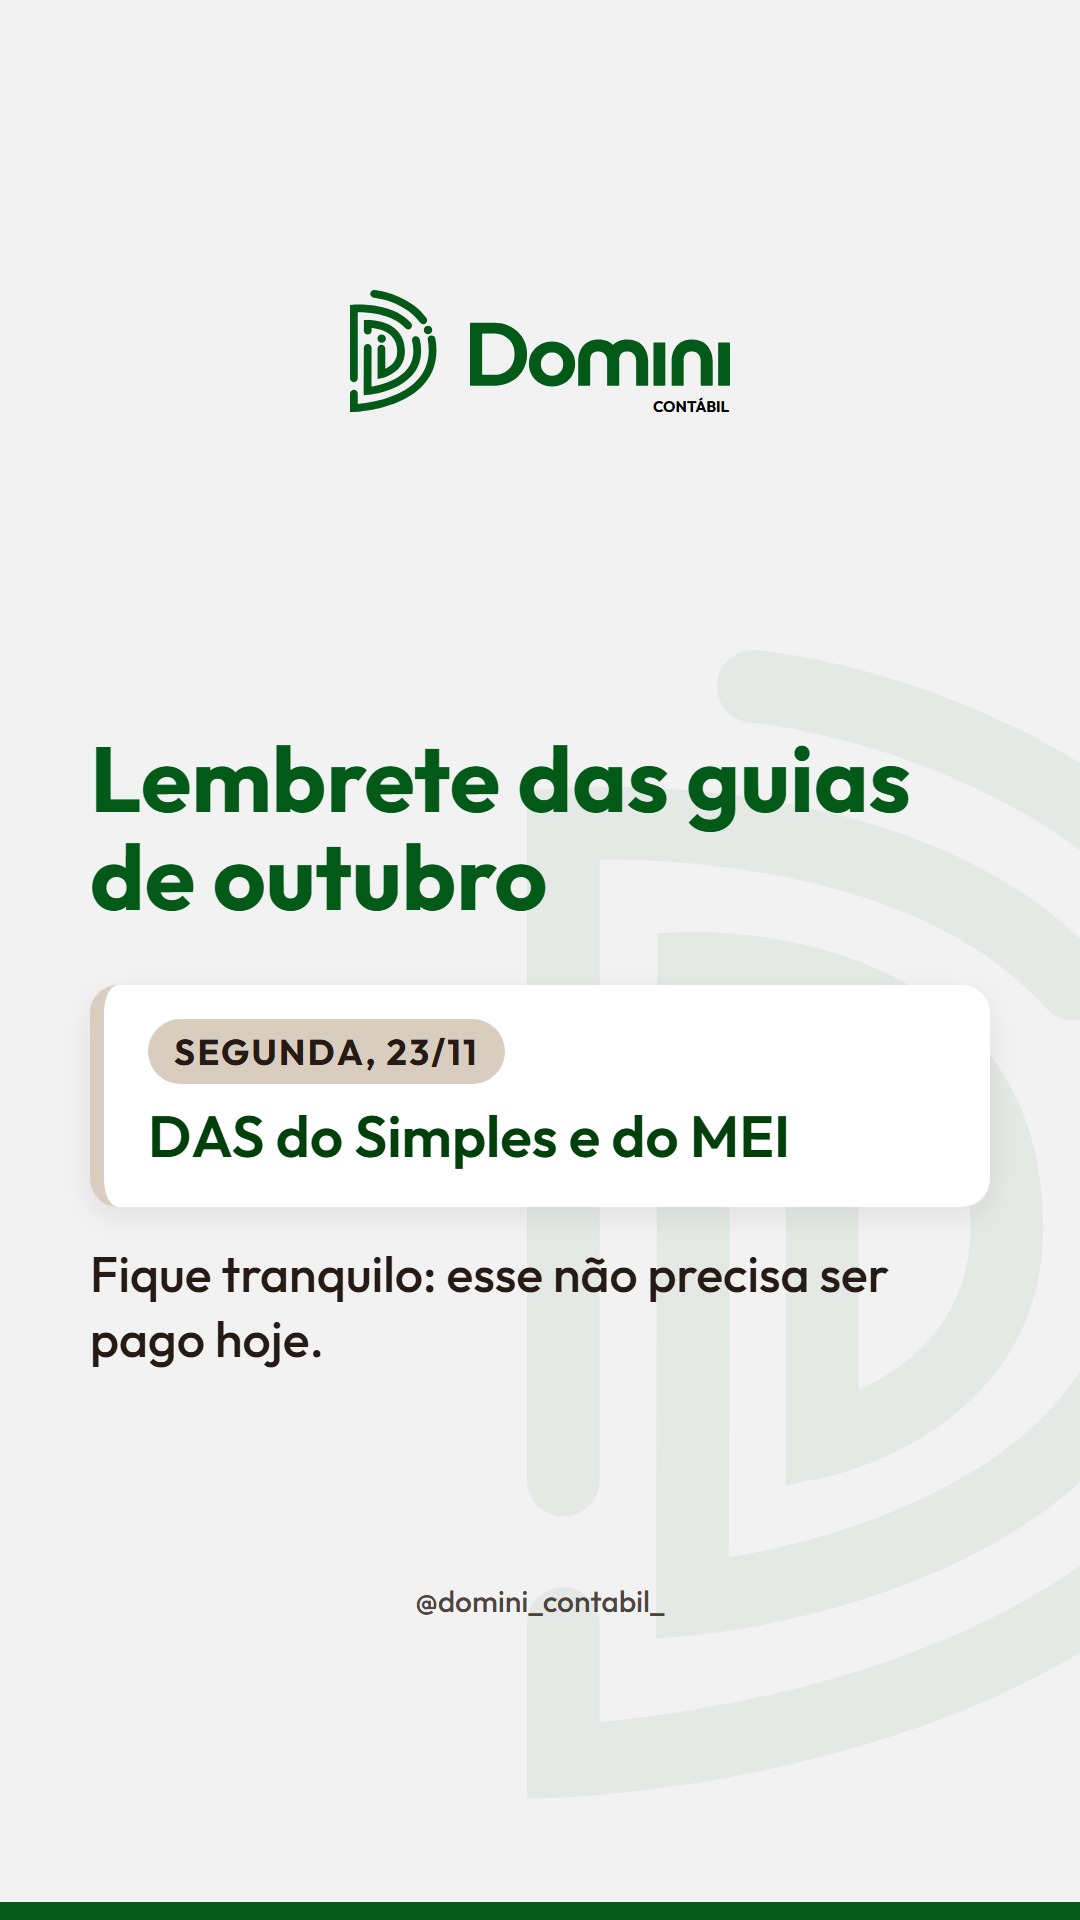 Domini
CONTÁBIL
Lembrete das guias
de outubro
SEGUNDA, 23/11
DAS do Simples e do MEI
Fique tranquilo: esse não precisa ser
pago hoje.
@domini_contabil_